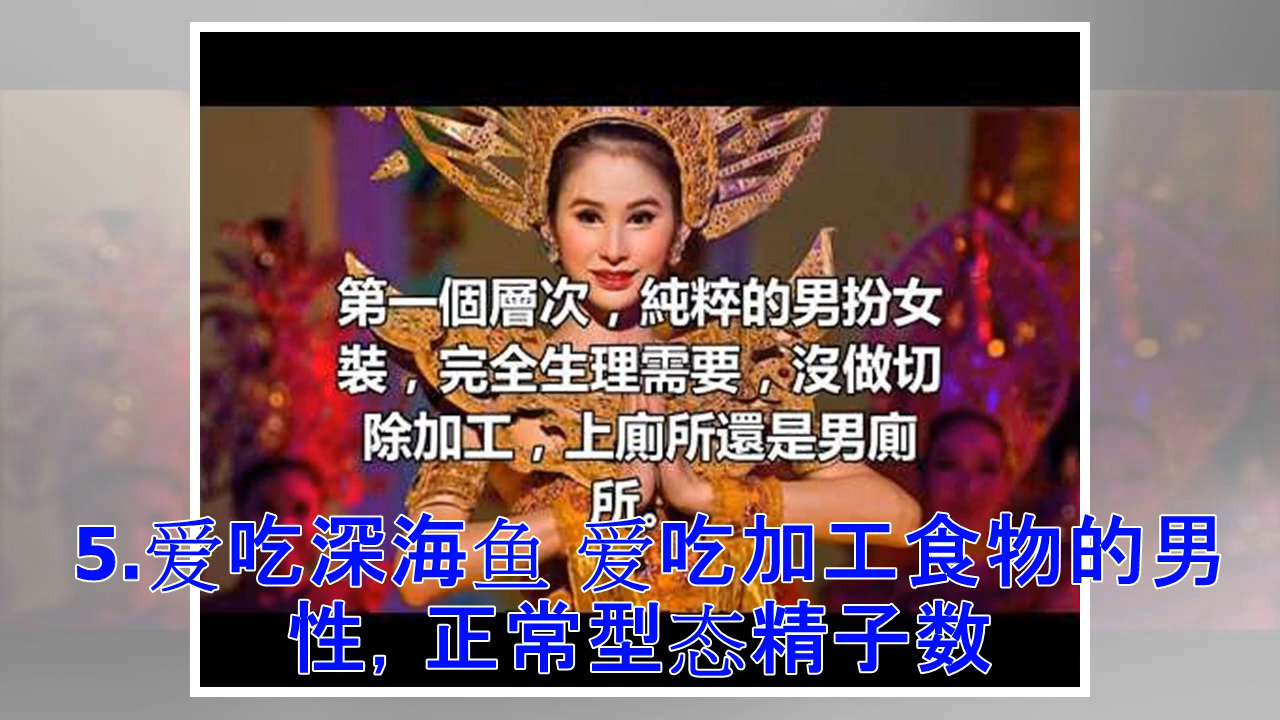 第一個層次，純粹的男扮女
裝，完全生理需要，沒做切
除加工，上廁所還是男廁
所。
5.爱吃深海鱼 爱吃加工食物的男
性, 正常型态精子数